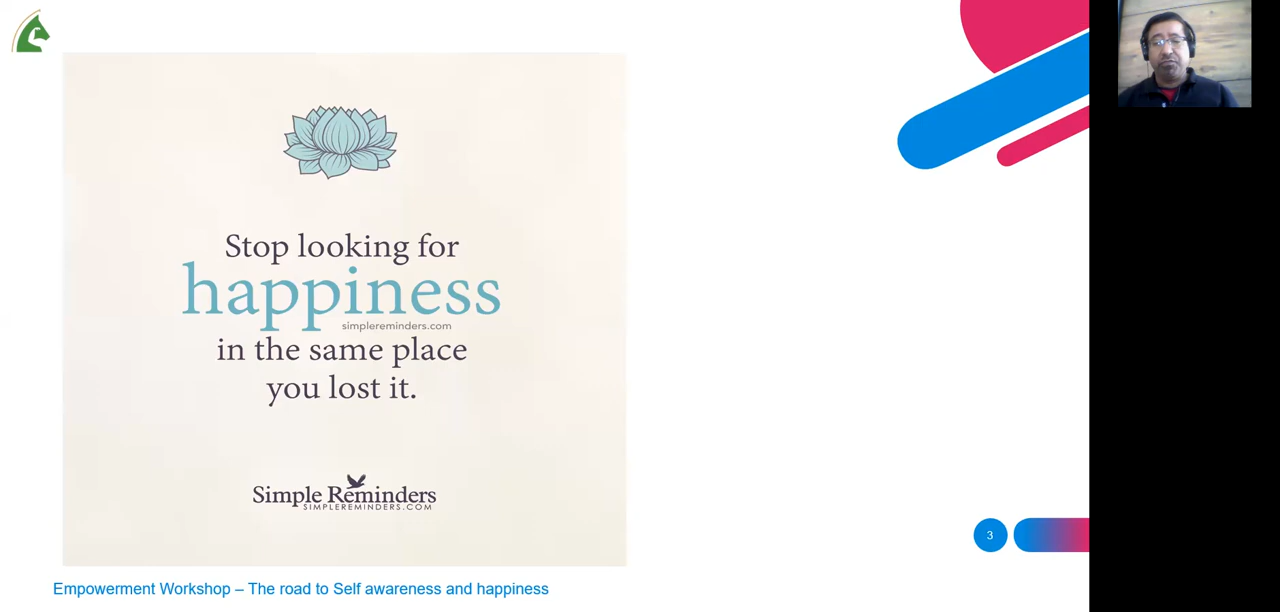 Stop looking for
happiness
simplereminders.com
in the same place
you lost it.
Simple Reminders
SIMPLEREMINDERS.COM
3
Empowerment Workshop – The road to Self awareness and happiness